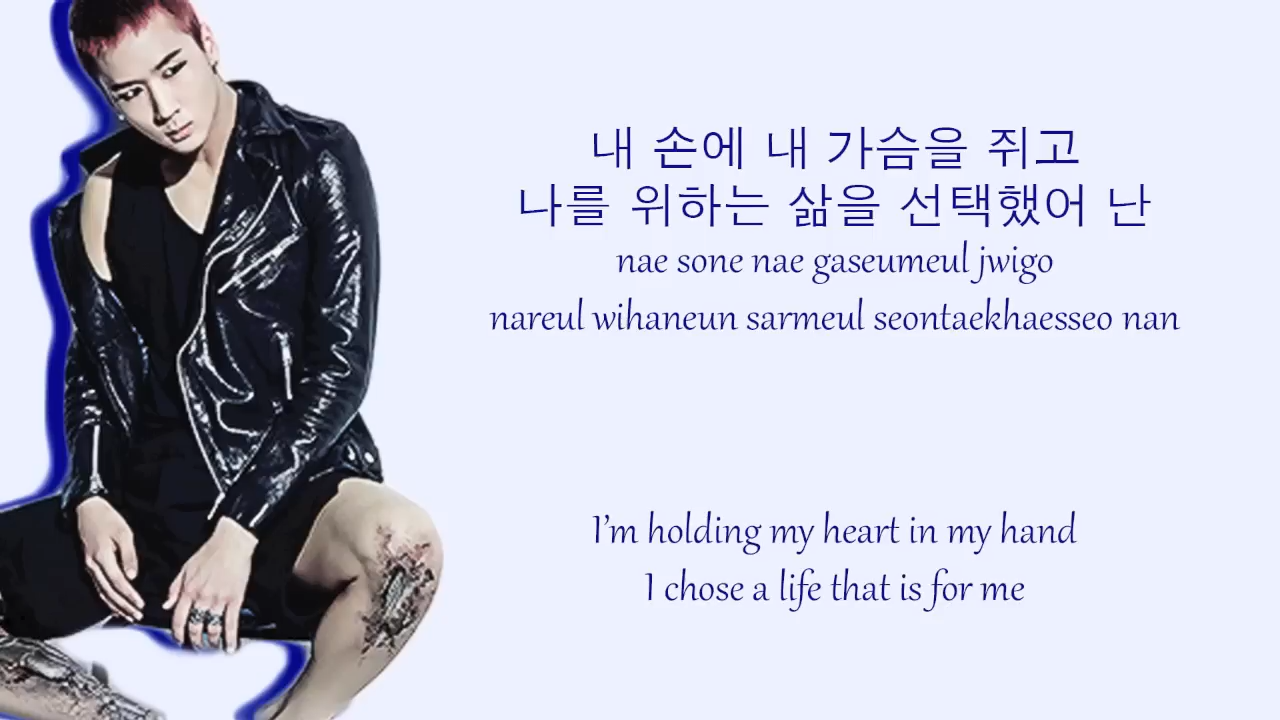 내 손에 내 가슴을 쥐고
나를 위하는 삶을 선택했어 난
nae sone nae gaseumeul jwigo
nareul wihaneun sarmeul seontaekhaesseo nan
I'm holding my heart in my hand
I chose a life that is for me